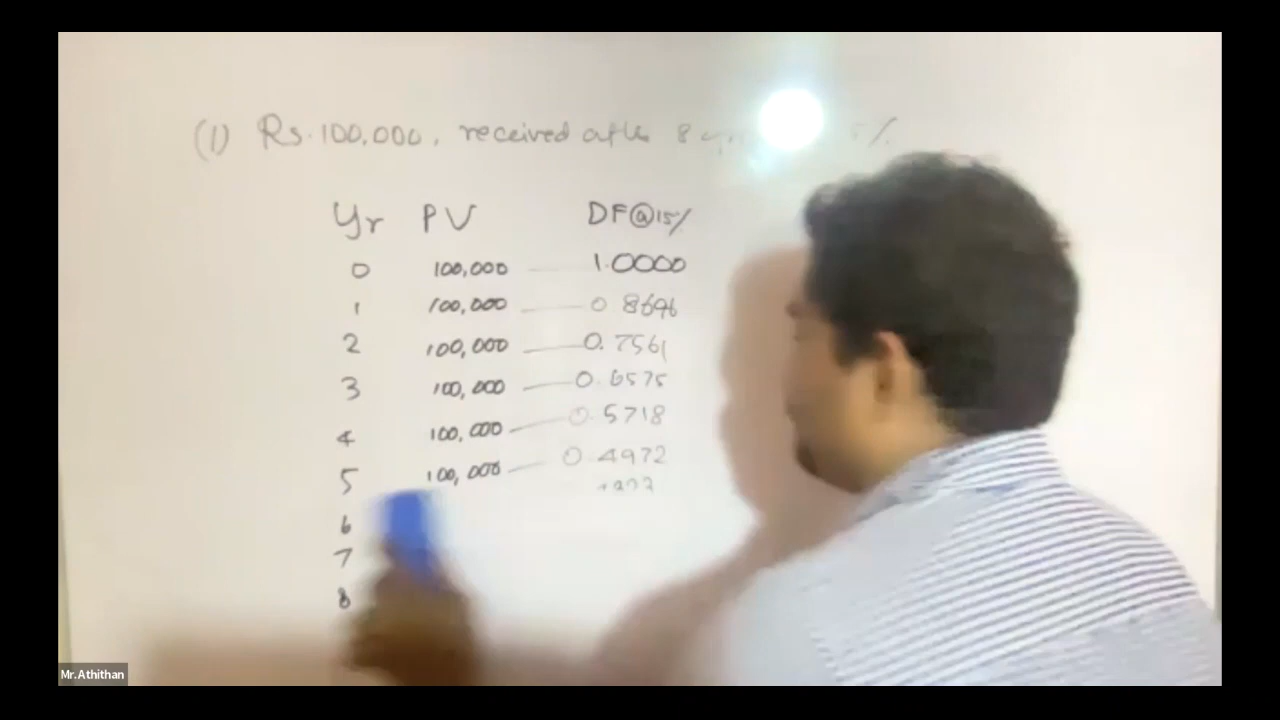 (1) Rs.100,000, received after 8 %
Yr PV DF@15%
0 100,000 1.0000
1 100,000 0.8696
2 100,000 0.7561
3 100,000 0.6575
4 100,000 0.5718
5 100,000 0.4972
6
7
8
Mr.Athithan